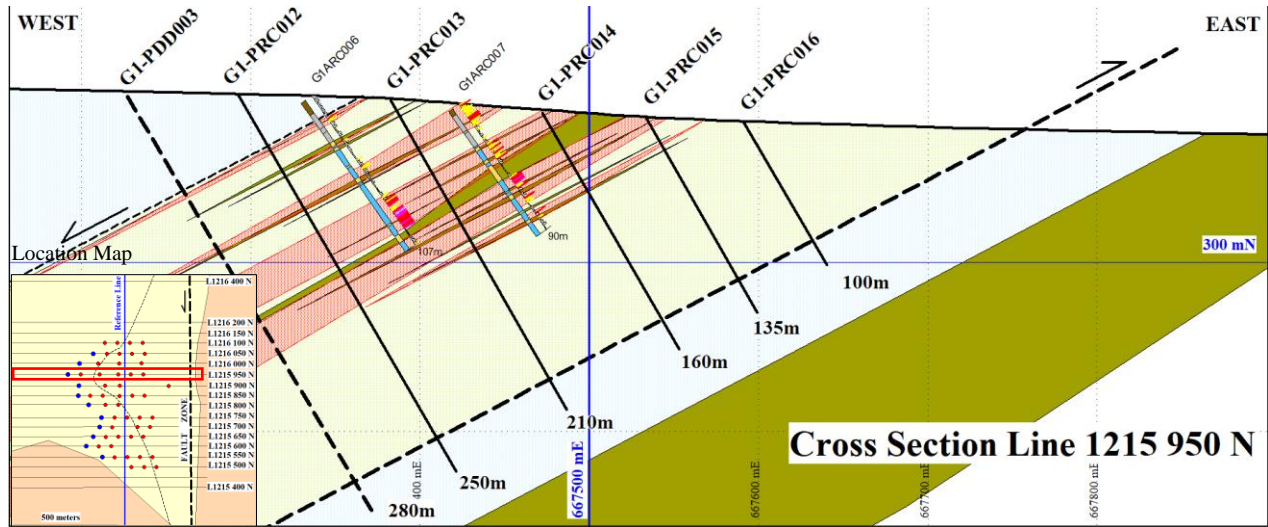 WEST
EAST
G1-PDD003
G1-PRC012
G1ARC006
G1-PRC013
G1ARC007
G1-PRC014
G1-PRC015
G1-PRC016
107m
90m
300 mN
100m
135m
160m
210m
250m
280m
400 mE
667500 mE
667600 mE
667700 mE
667800 mE
Cross Section Line 1215 950 N
Location Map
Reference Line
FAULT ZONE
L1216 400 N
L1216 200 N
L1216 150 N
L1216 100 N
L1216 050 N
L1216 000 N
L1215 950 N
L1215 900 N
L1215 850 N
L1215 800 N
L1215 750 N
L1215 700 N
L1215 650 N
L1215 600 N
L1215 550 N
L1215 500 N
L1215 400 N
500 meters